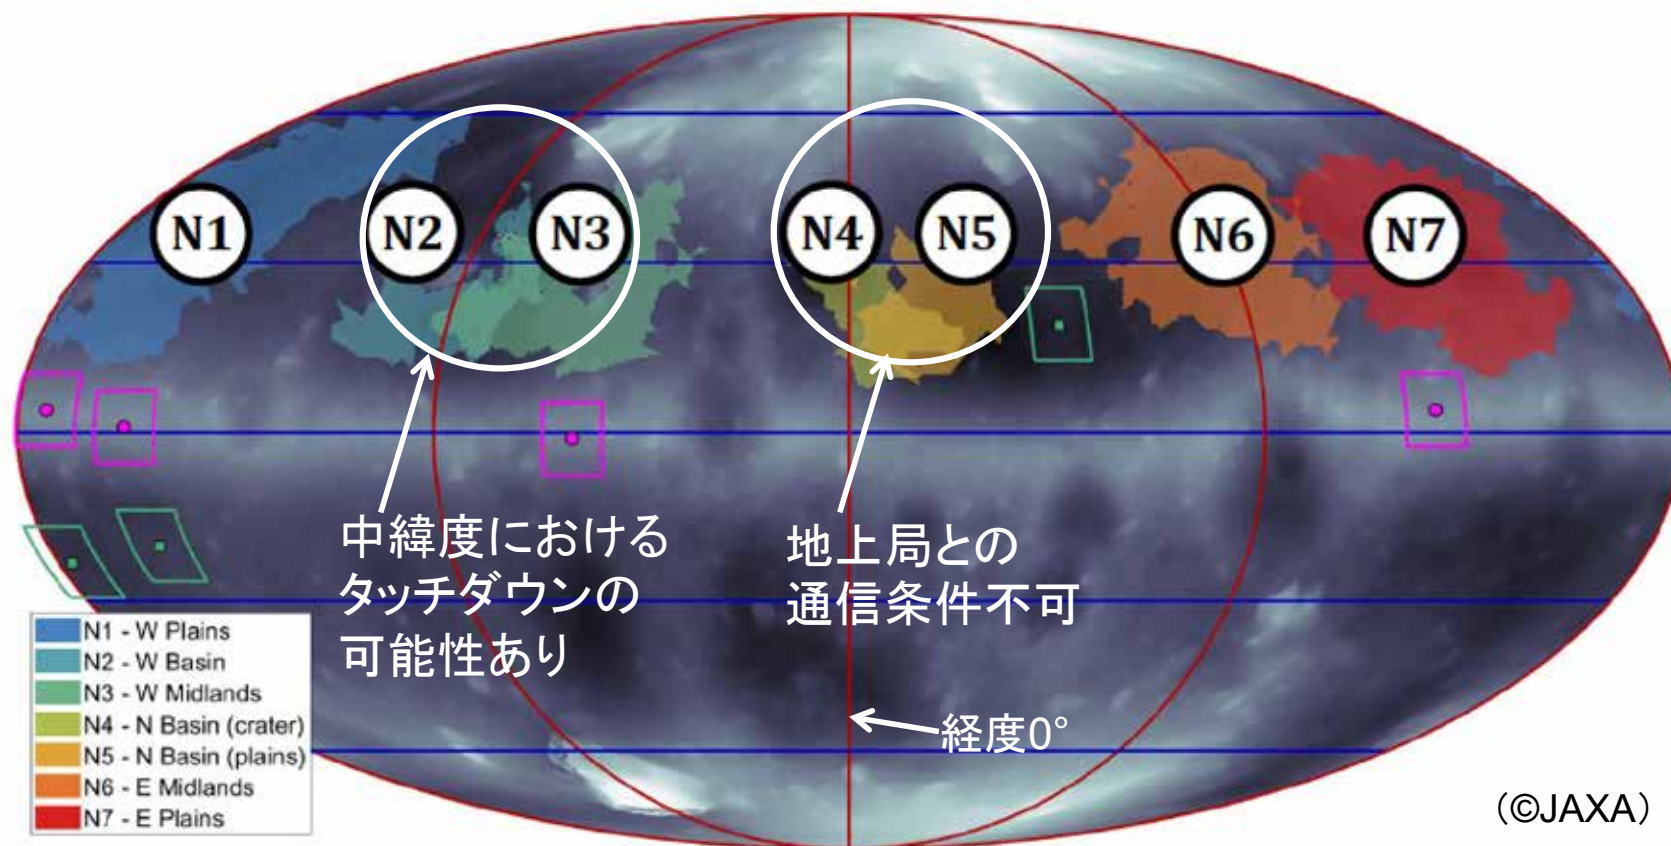 N1
N2
N3
N4
N5
N6
N7
中緯度における
タッチダウンの
可能性あり
地上局との
通信条件不可
経度0°
N1 - W Plains
N2 - W Basin
N3 - W Midlands
N4 - N Basin (crater)
N5 - N Basin (plains)
N6 - E Midlands
N7 - E Plains
(©JAXA)